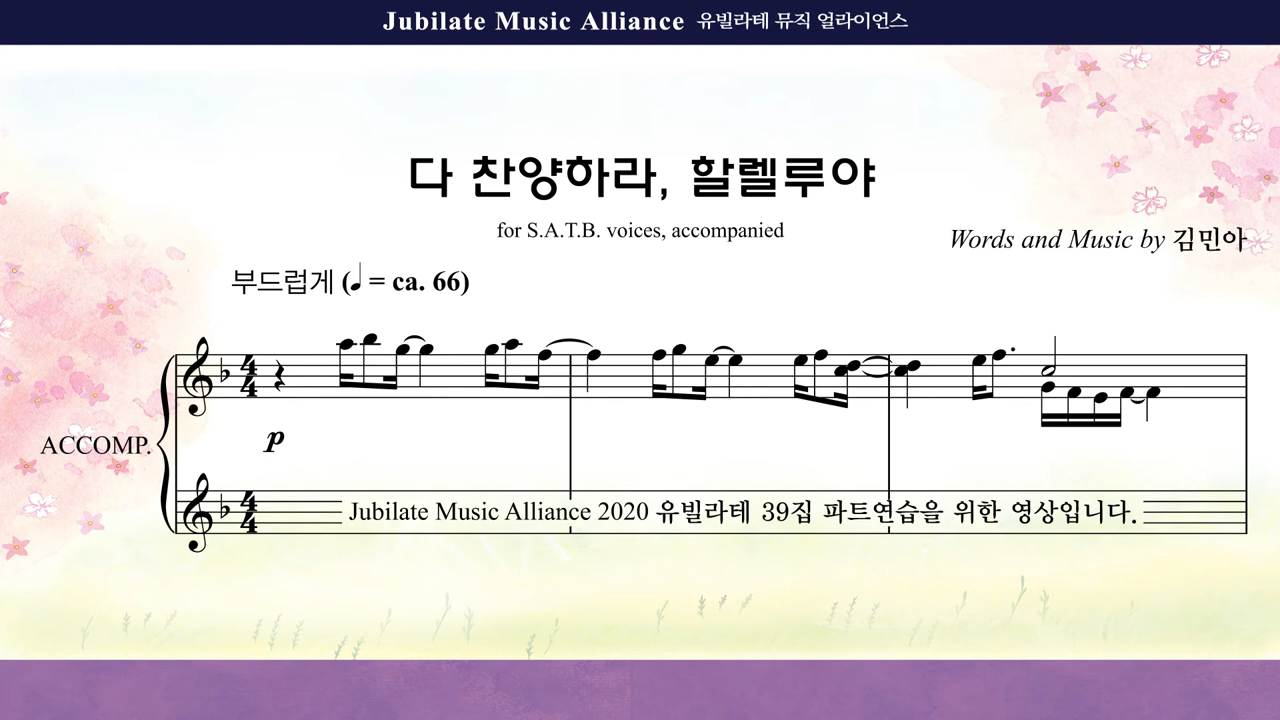 Jubilate Music Alliance 유빌라테 뮤직 얼라이언스
다 찬양하라, 할렐루야
for S.A.T.B. voices, accompanied
Words and Music by 김민아
부드럽게 (♩ = ca. 66)
ACCOMP.
p
Jubilate Music Alliance 2020 유빌라테 39집 파트연습을 위한 영상입니다.